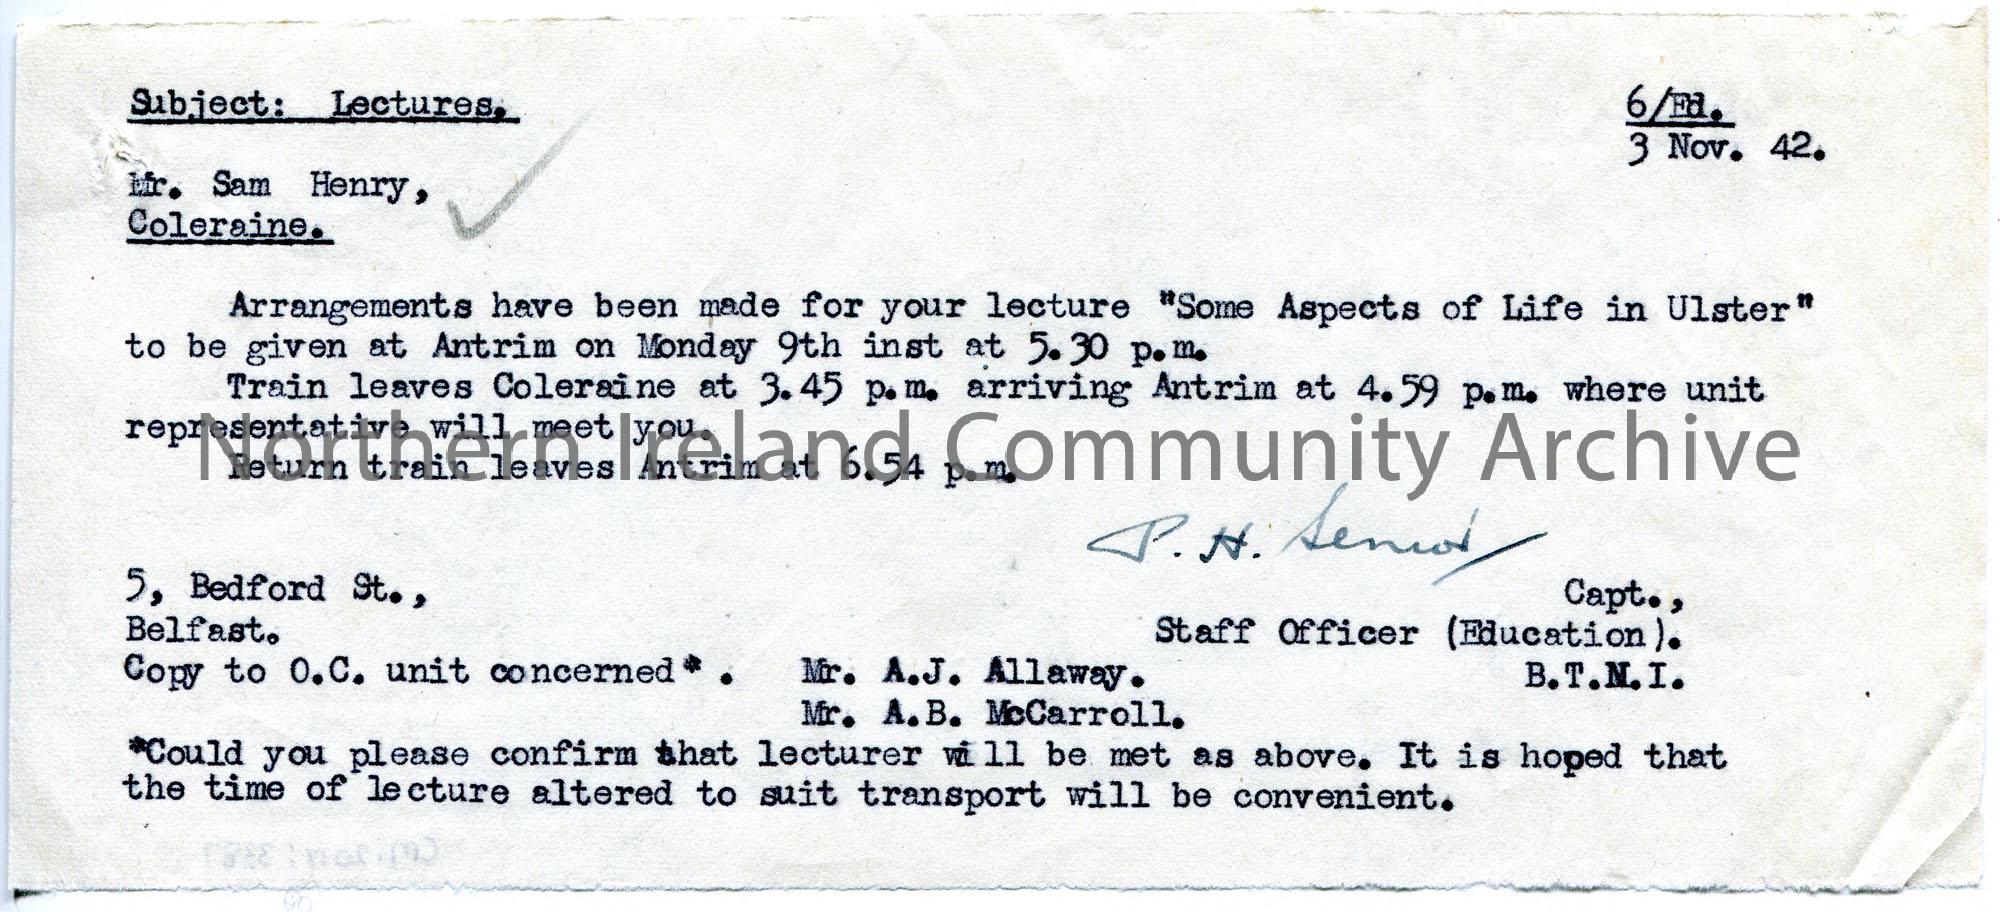 Subject: Lectures.
6/Ed.
3 Nov. 42.
Mr. Sam Henry,
Coleraine.
Arrangements have been made for your lecture "Some Aspects of Life in Ulster"
to be given at Antrim on Monday 9th inst at 5.30 p.m.
Train leaves Coleraine at 3.45 p.m. arriving Antrim at 4.59 p.m. where unit
representative will meet you.
Northern Ireland Community Archive
Return train leaves Antrim at 6.54 p.m.
P. H. Senior
5, Bedford St.,
Capt.,
Belfast.
Staff Officer (Education).
Copy to O.C. unit concerned*. Mr. A.J. Allaway.
B.T.N.I.
Mr. A.B. McCarroll.
*Could you please confirm that lecturer will be met as above. It is hoped that
the time of lecture altered to suit transport will be convenient.